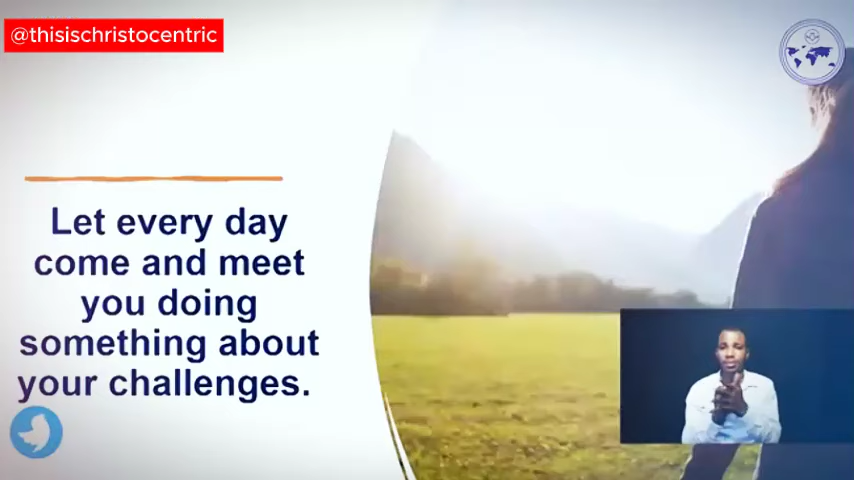 @thisischristocentric
Let every day
come and meet
you doing
something about
your challenges.